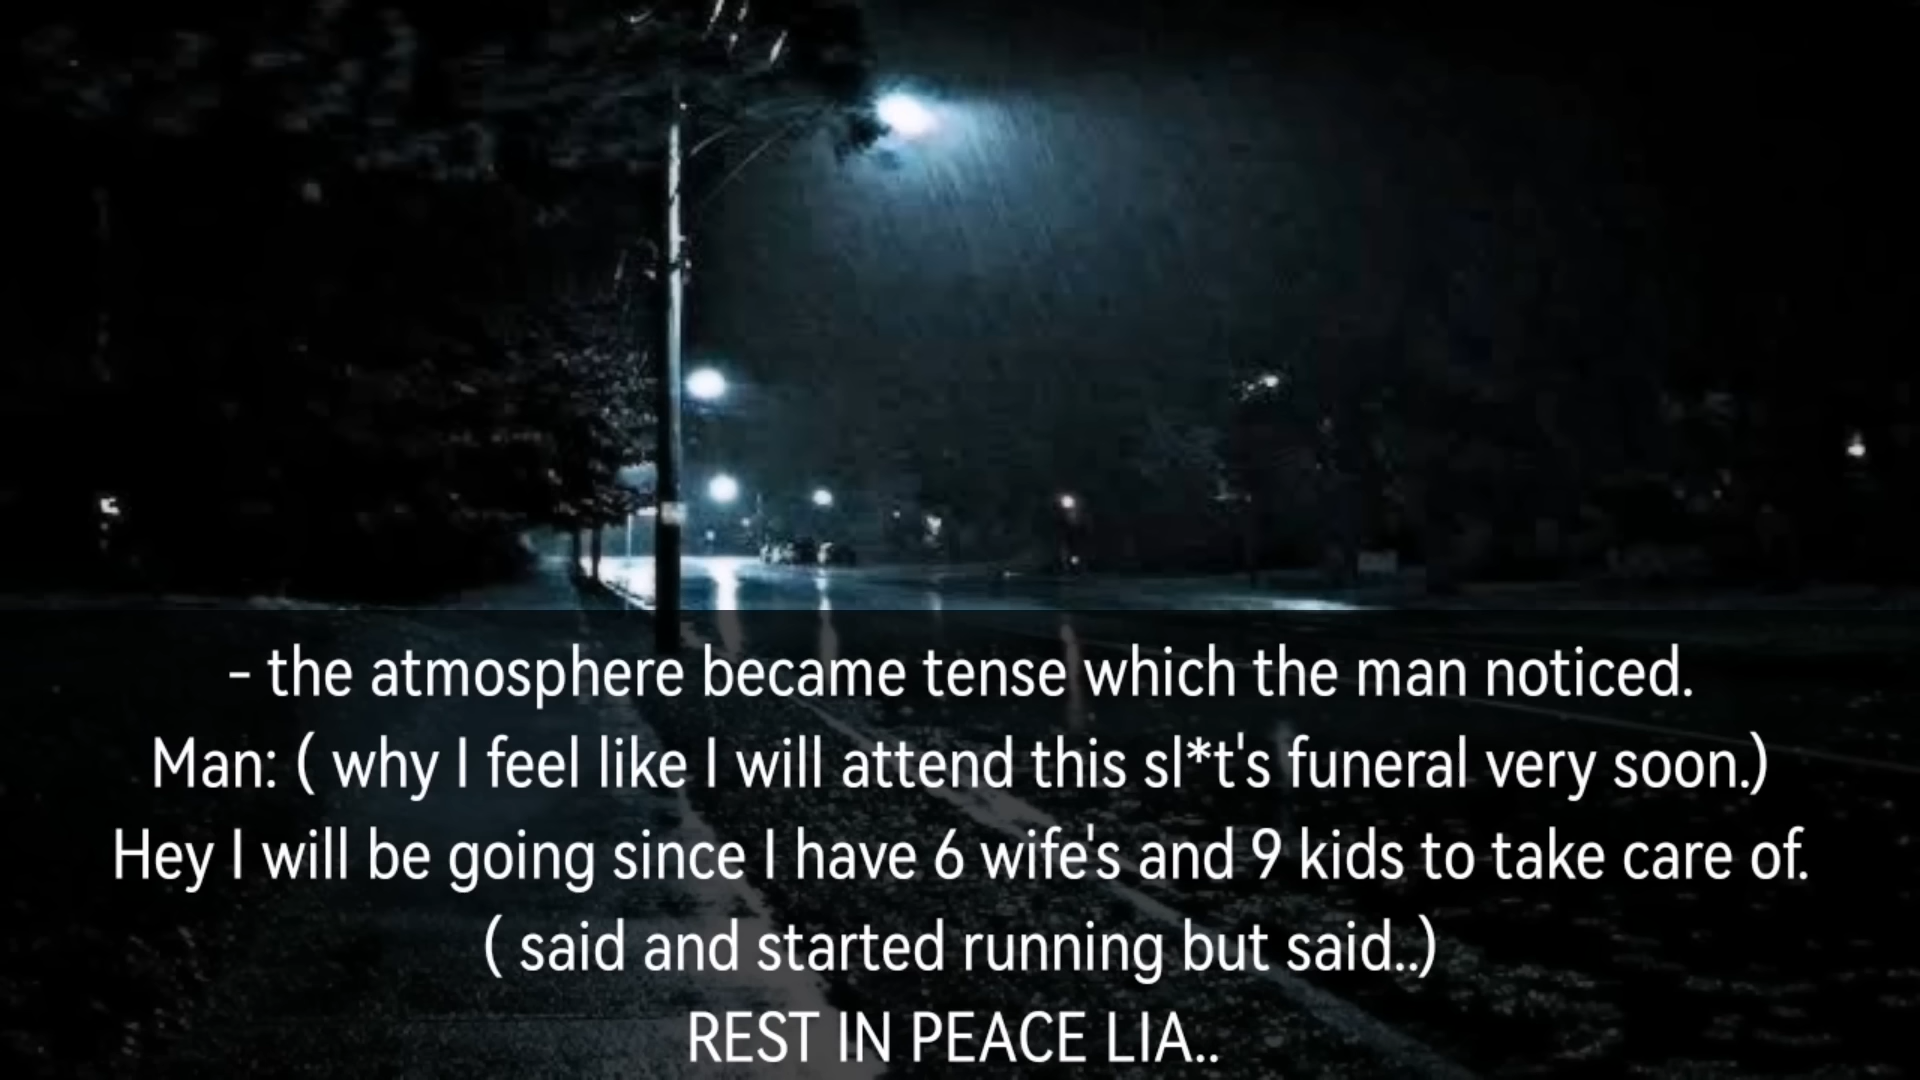 - the atmosphere became tense which the man noticed.
Man: ( why I feel like I will attend this sl*t's funeral very soon.)
Hey I will be going since I have 6 wife's and 9 kids to take care of.
( said and started running but said..)
REST IN PEACE LIA..